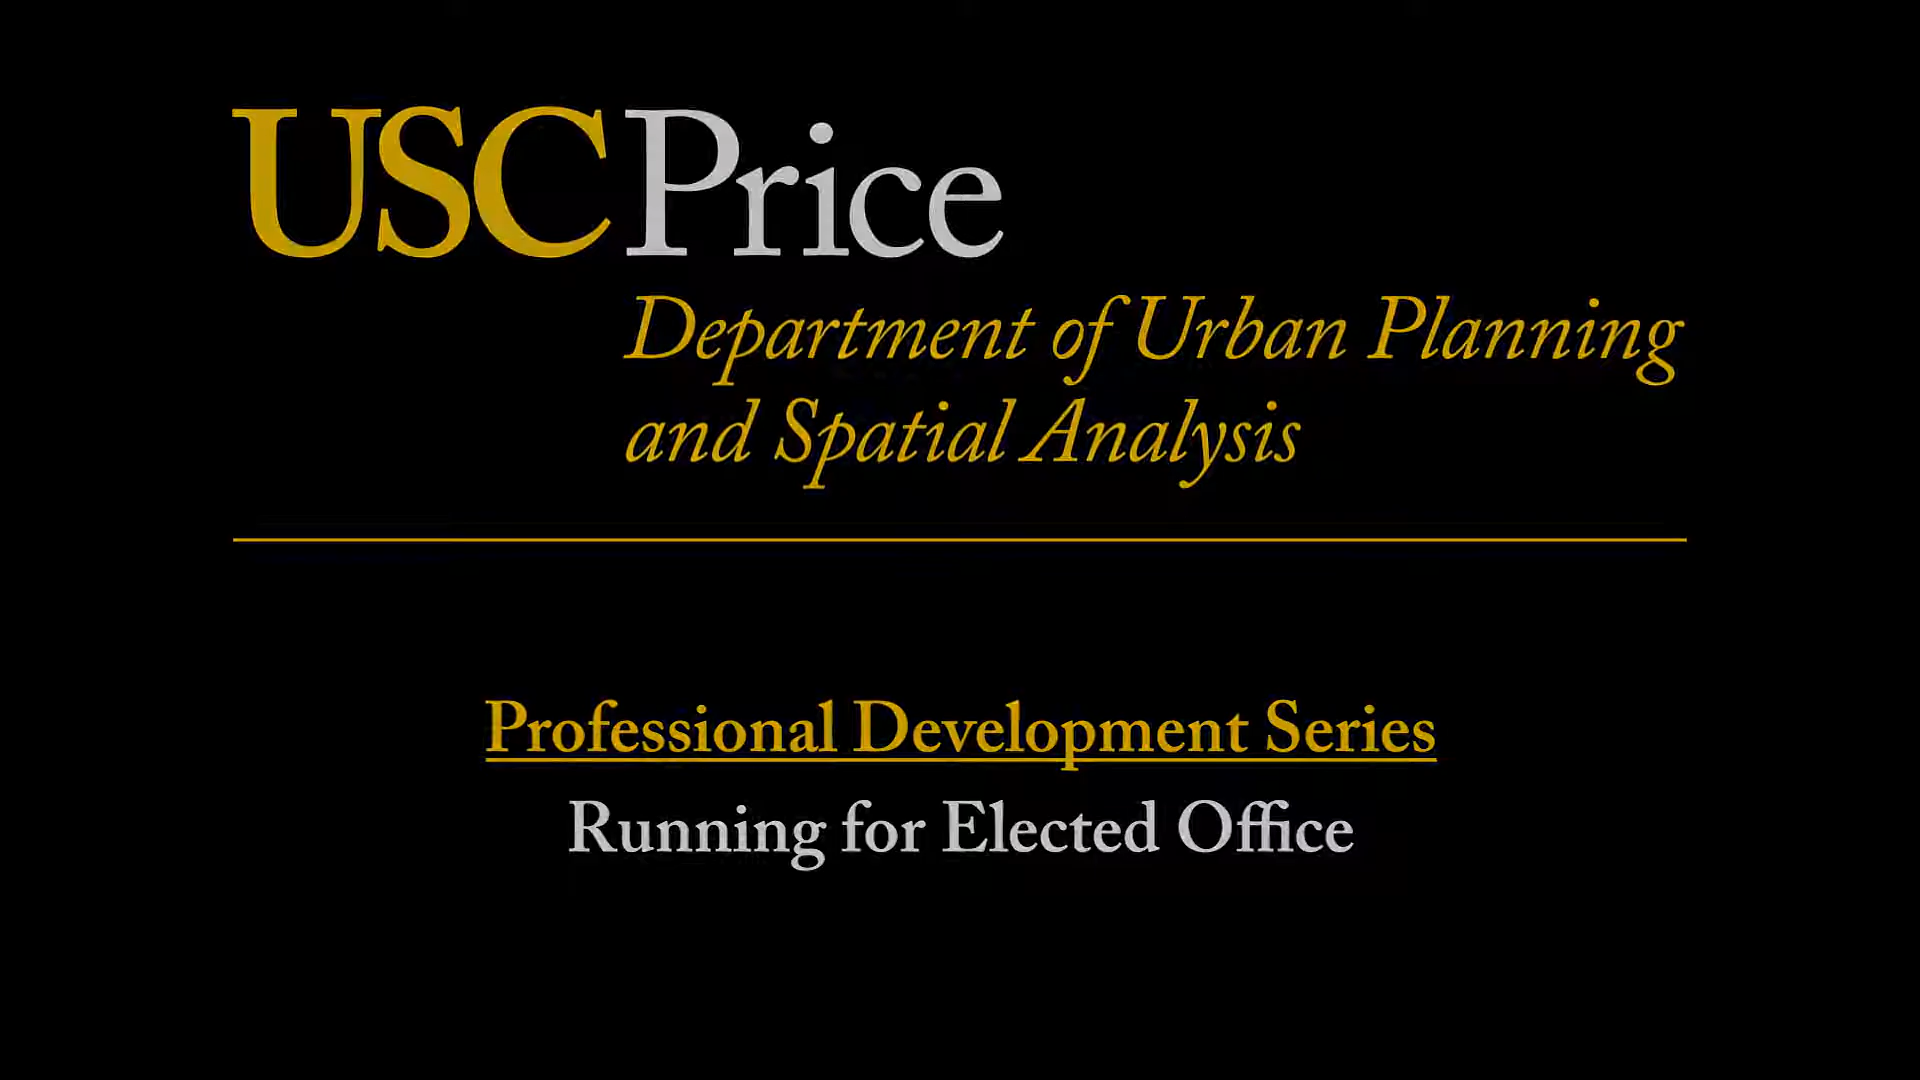 USC Price
Department of Urban Planning
and Spatial Analysis
Professional Development Series
Running for Elected Office